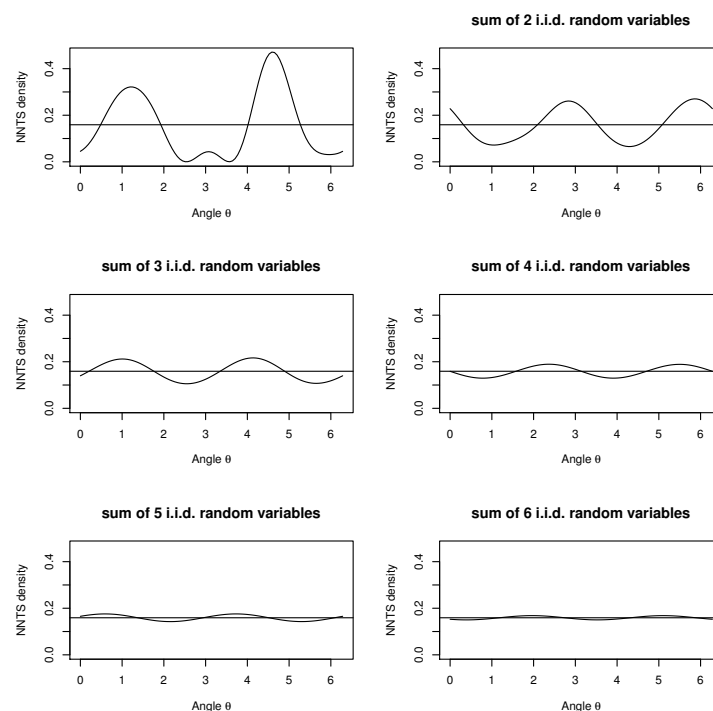 sum of 2 i.i.d. random variables
NNTS density
0.0
0.2
0.4
0 1 2 3 4 5 6
Angle θ
NNTS density
0.0
0.2
0.4
0 1 2 3 4 5 6
Angle θ
sum of 3 i.i.d. random variables
NNTS density
0.0
0.2
0.4
0 1 2 3 4 5 6
Angle θ
sum of 4 i.i.d. random variables
NNTS density
0.0
0.2
0.4
0 1 2 3 4 5 6
Angle θ
sum of 5 i.i.d. random variables
NNTS density
0.0
0.2
0.4
0 1 2 3 4 5 6
Angle θ
sum of 6 i.i.d. random variables
NNTS density
0.0
0.2
0.4
0 1 2 3 4 5 6
Angle θ